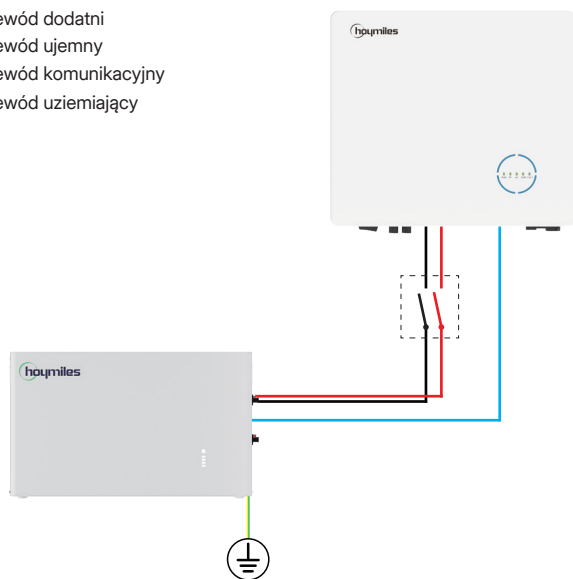 ewód dodatni
ewód ujemny
ewód komunikacyjny
ewód uziemiający
hoymiles
hoymiles